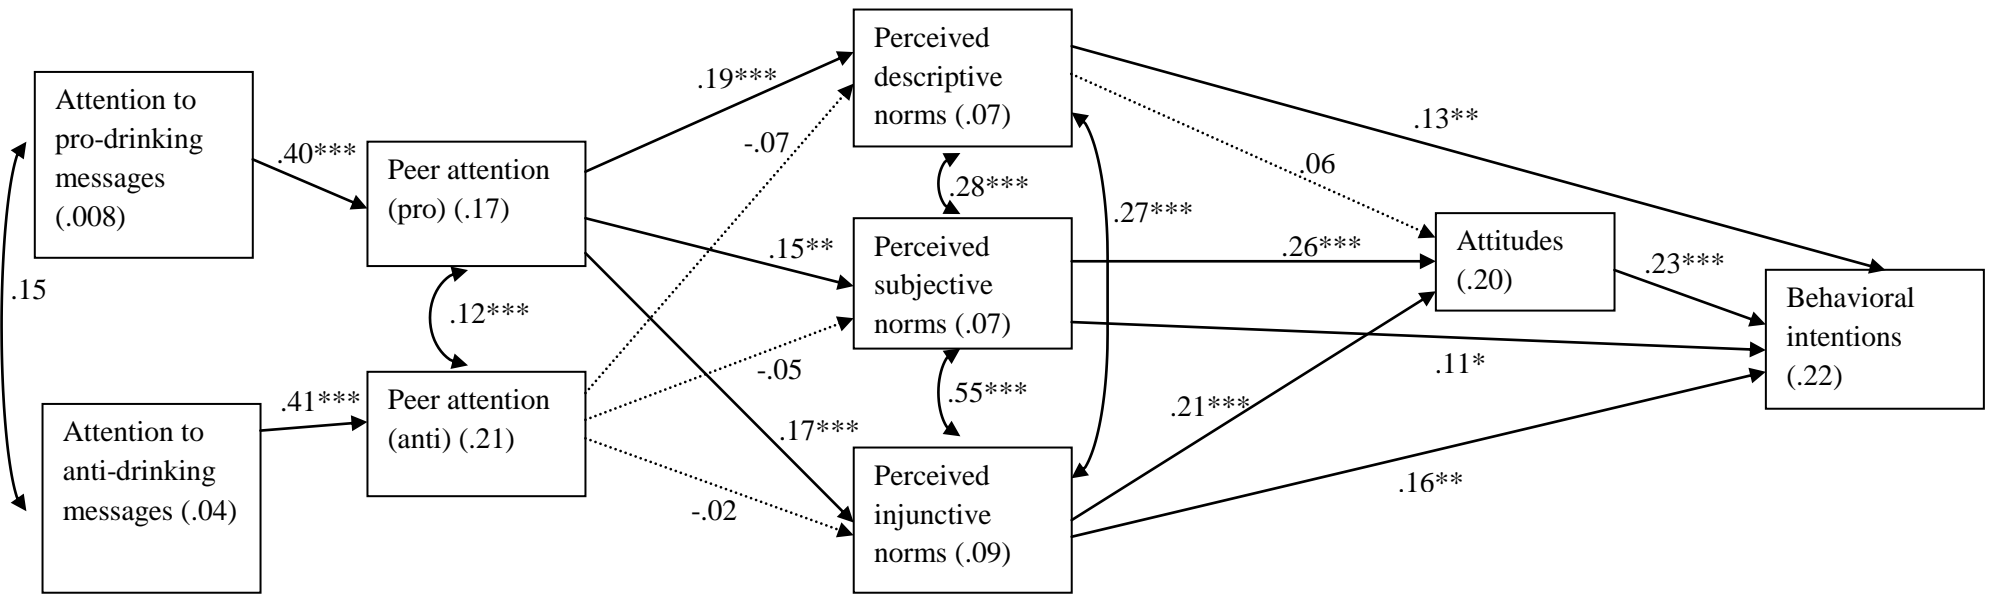 Attention to
pro-drinking
messages
(.008)
.15
Attention to
anti-drinking
messages (.04)
.40***
.41***
Peer attention
(pro) (.17)
.12***
Peer attention
(anti) (.21)
.19***
-.07
.15**
-.05
.17***
-.02
Perceived
descriptive
norms (.07)
.28***
Perceived
subjective
norms (.07)
.55***
Perceived
injunctive
norms (.09)
.27***
.13**
.06
.26***
.11*
.21***
.16**
Attitudes
(.20)
.23***
Behavioral
intentions
(.22)